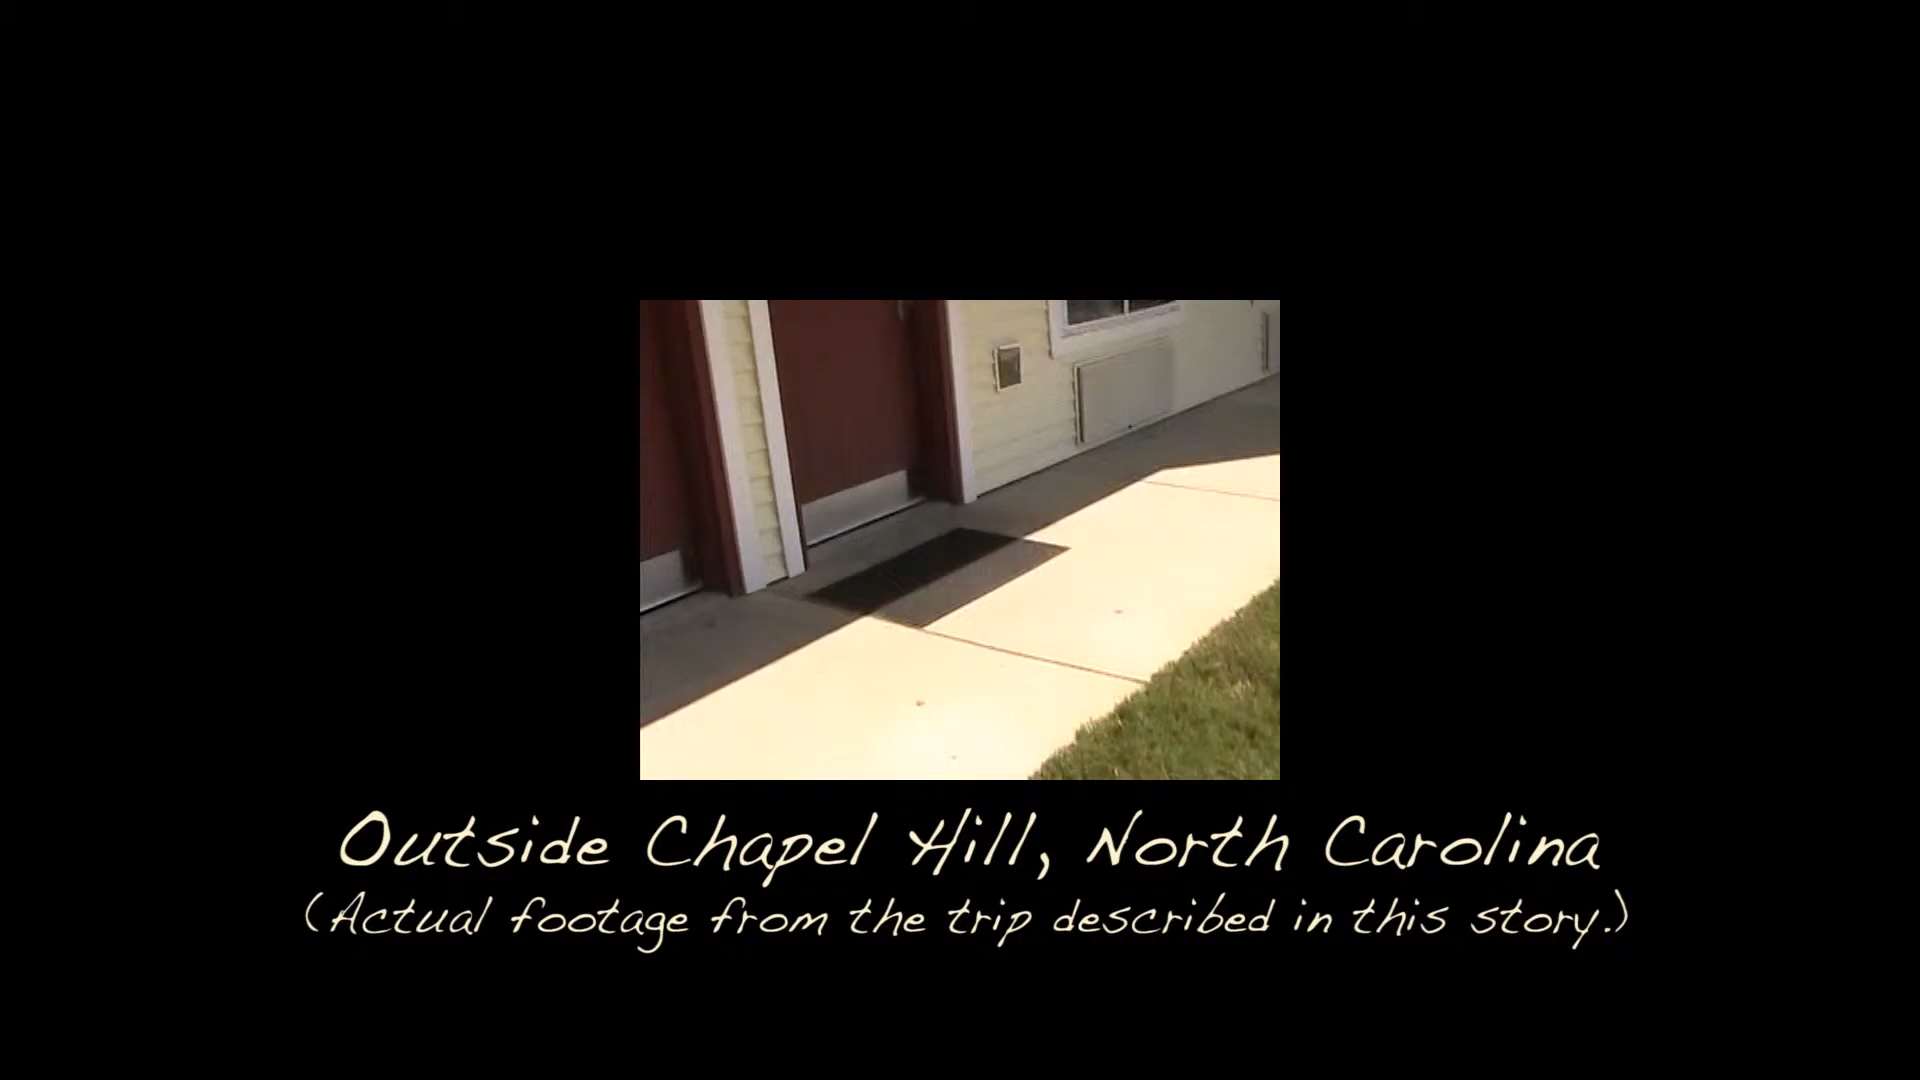 Outside Chapel Hill, North Carolina
(Actual footage from the trip described in this story.)